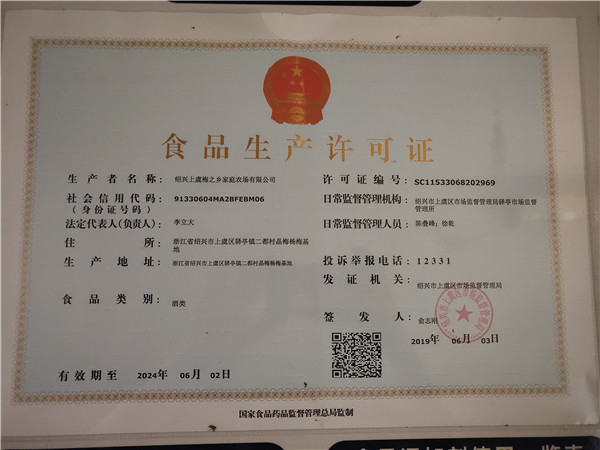 食品生产许可证
生产者名称： 绍兴上虞梅之乡家庭农场有限公司
社会信用代码： 91330604MA2BFEBM06
（身份证号码）
法定代表人(负责人)： 李立大
住所： 浙江省绍兴市上虞区驿亭镇二都村晶梅杨梅基
地
生产地址： 浙江省绍兴市上虞区驿亭镇二都村晶梅杨梅基地
食品类别： 酒类
有效期至 2024年 06月 02日
许可证编号： SC11533068202969
日常监督管理机构： 绍兴市上虞区市场监督管理局驿亭市场监督
管理所
日常监督管理人员： 陈叠峰；徐乾
投诉举报电话： 12331
发证机关： 绍兴市上虞区市场监督管理局
签发人： 俞志刚
2019年 06月 03日
国家食品药品监督管理总局监制